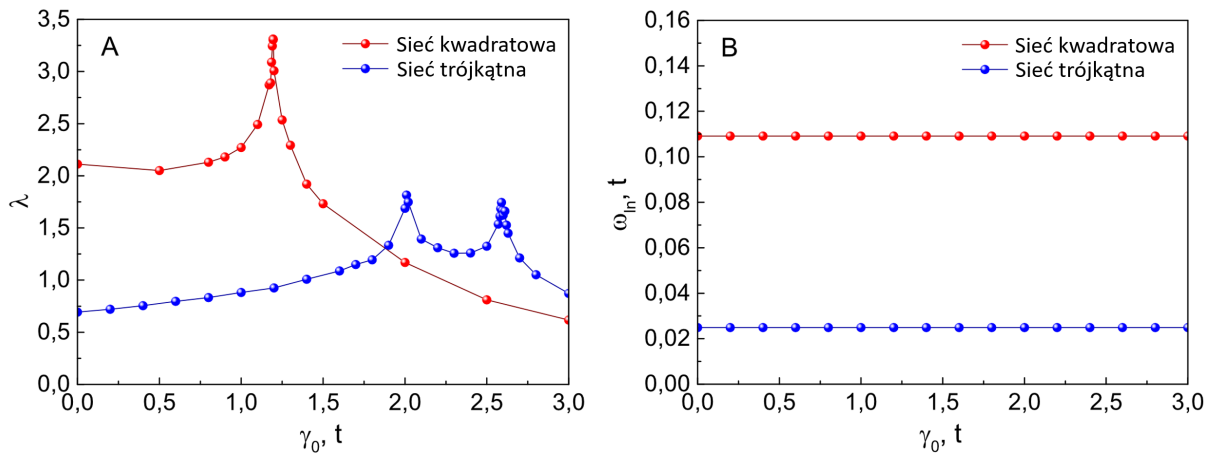 A
Sieć kwadratowa
Sieć trójkątna
λ
3,5
3,0
2,5
2,0
1,5
1,0
0,5
0,0
0,0 0,5 1,0 1,5 2,0 2,5 3,0
γ0, t
B
Sieć kwadratowa
Sieć trójkątna
ωln, t
0,16
0,14
0,12
0,10
0,08
0,06
0,04
0,02
0,00
0,0 0,5 1,0 1,5 2,0 2,5 3,0
γ0, t